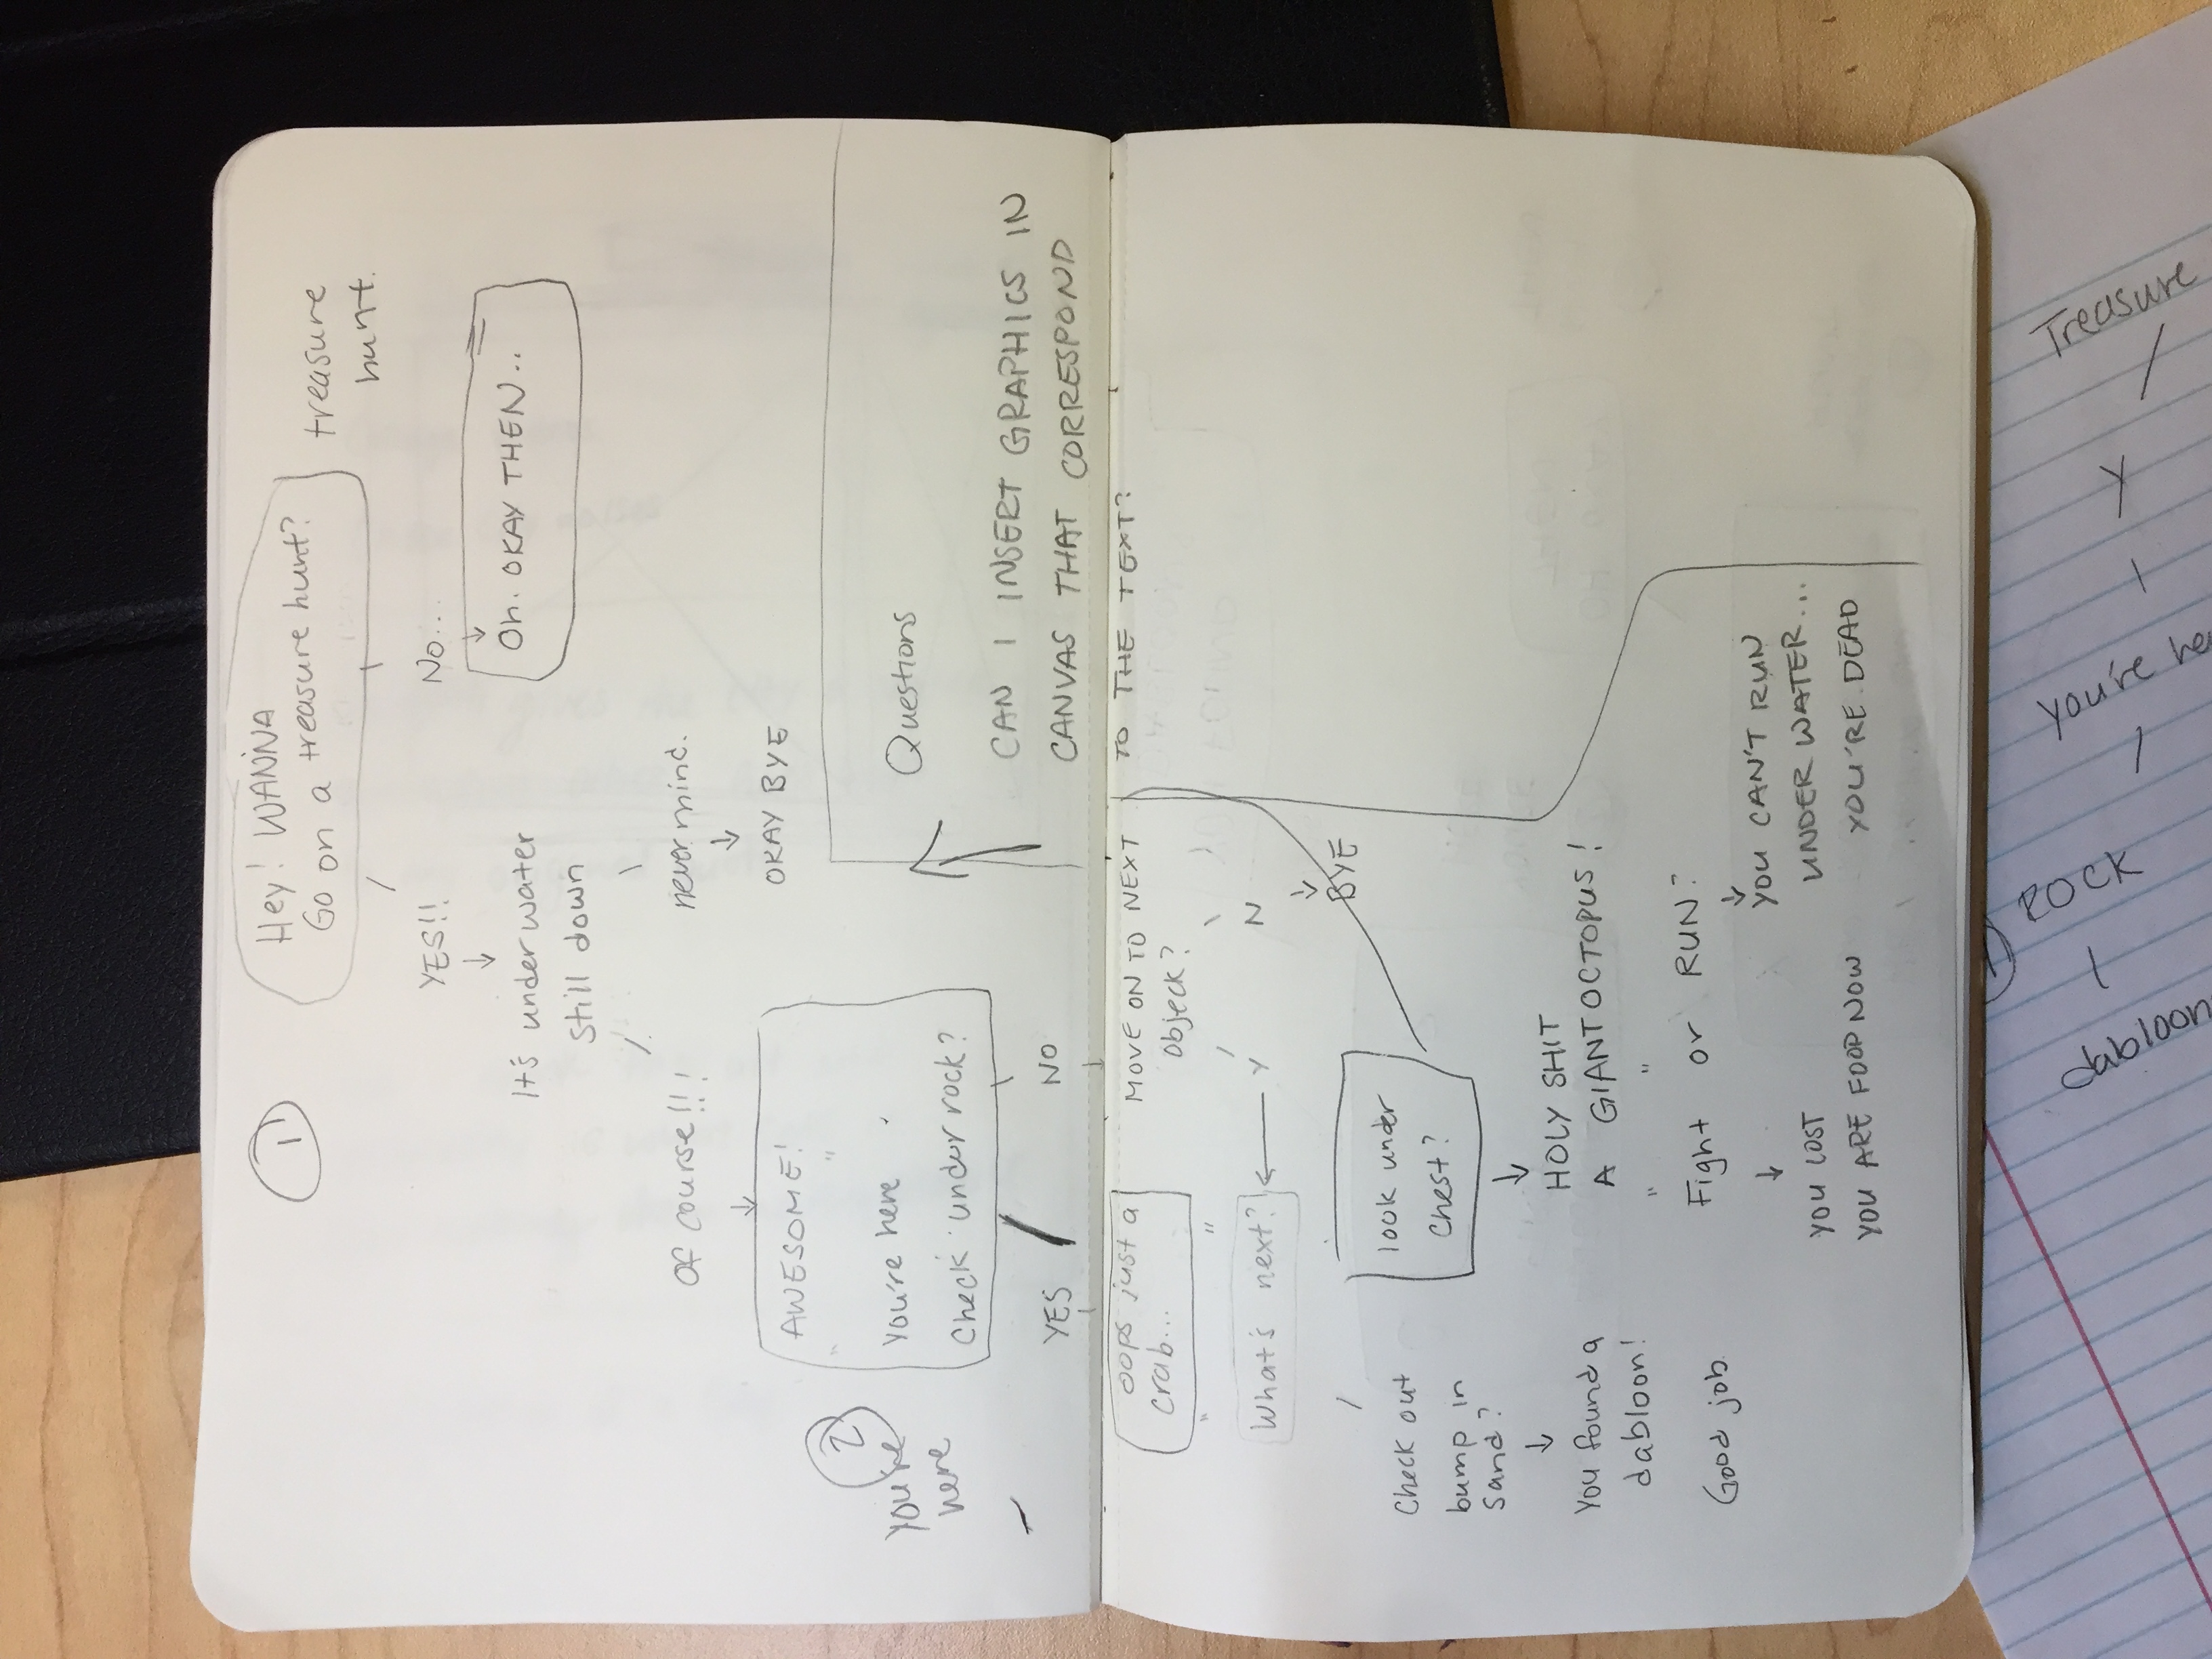 1
Hey! WANNA
Go on a treasure hunt?
treasure
hunt.
YES!!
No...
It's underwater
still down
Oh. OKAY THEN..
Of course!!!
never mind.
OKAY BYE
2
You're
here
AWESOME!
You're here
Check under rock?
YES
NO
Questions
CAN I INSERT GRAPHICS IN
CANVAS THAT CORRESPOND
TO THE TEXT?
oops just a
crab...
MOVE ON TO NEXT
object?
Y
N
What's next?
BYE
Check out
bump in
sand?
look under
chest?
You found a
dabloon!
Good job.
HOLY SHIT
A GIANT OCTOPUS!
Fight or RUN?
YOU LOST
YOU ARE FOOD NOW
YOU CAN'T RUN
UNDER WATER...
YOU'RE DEAD
ROCK
dabloon
you're
Treasure